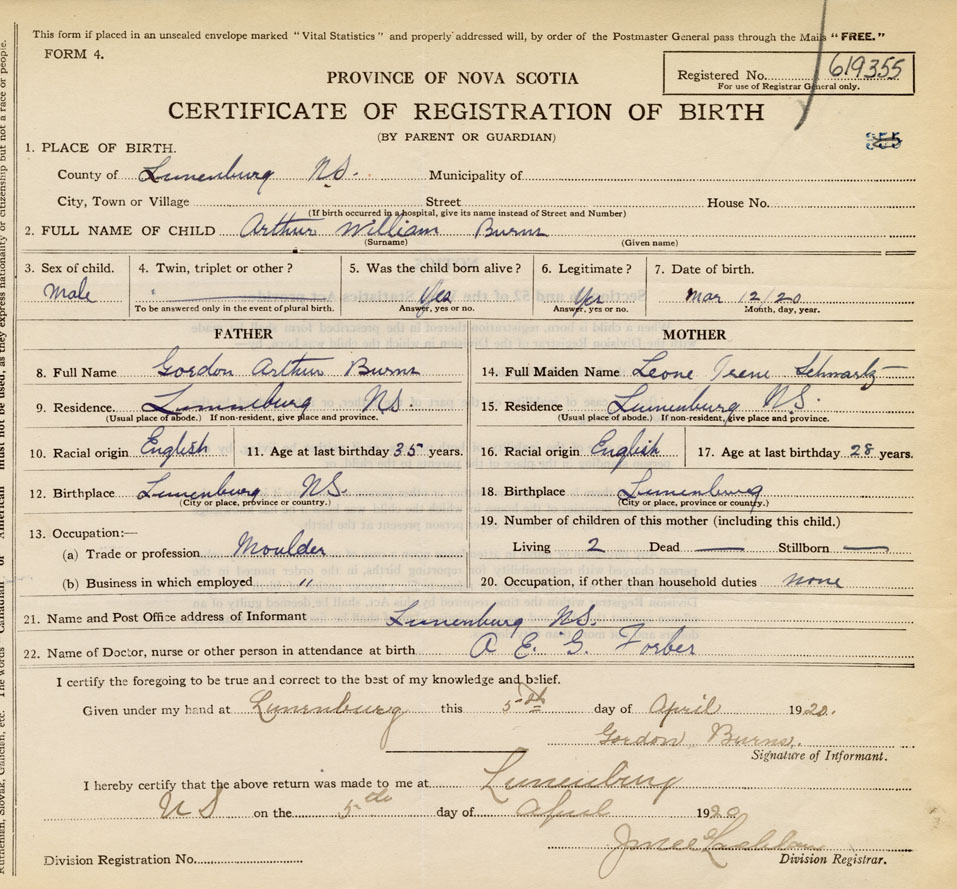 This form if placed in an unsealed envelope marked "Vital Statistics" and properly addressed will, by order of the Postmaster General pass through the Mails "FREE."
FORM 4.
PROVINCE OF NOVA SCOTIA
Registered No. 619355
For use of Registrar General only.
CERTIFICATE OF REGISTRATION OF BIRTH
(BY PARENT OR GUARDIAN)
355
1. PLACE OF BIRTH.
County of Lunenburg NS. Municipality of
City, Town or Village Street House No.
(If birth occurred in a hospital, give its name instead of Street and Number)
2. FULL NAME OF CHILD Arthur William Burns
(Surname) (Given name)
3. Sex of child. 4. Twin, triplet or other? 5. Was the child born alive? 6. Legitimate? 7. Date of birth.
Male Yes Yes Mar 12/20
To be answered only in the event of plural birth. Answer, yes or no. Answer, yes or no. Month, day, year.
FATHER MOTHER
8. Full Name Gordon Arthur Burns 14. Full Maiden Name Leone Irene Schwartz
9. Residence. Lunenburg NS. 15. Residence Lunenburg N.S.
(Usual place of abode.) If non-resident, give place and province. (Usual place of abode.) If non-resident, give place and province.
10. Racial origin English 11. Age at last birthday 35 years. 16. Racial origin English 17. Age at last birthday 28 years.
12. Birthplace Lunenburg NS. 18. Birthplace Lunenburg
(City or place, province or country.) (City or place, province or country.)
13. Occupation:— 19. Number of children of this mother (including this child.)
(a) Trade or profession Moulder Living 2 Dead — Stillborn —
(b) Business in which employed " 20. Occupation, if other than household duties none
21. Name and Post Office address of Informant Lunenburg NS.
22. Name of Doctor, nurse or other person in attendance at birth A E. G. Forber
I certify the foregoing to be true and correct to the best of my knowledge and belief.
Given under my hand at Lunenburg this 5th day of April 1920.
Gordon Burns.
Signature of Informant.
I hereby certify that the above return was made to me at Lunenburg
NS on the 5th day of April 1920
Division Registration No. Division Registrar.